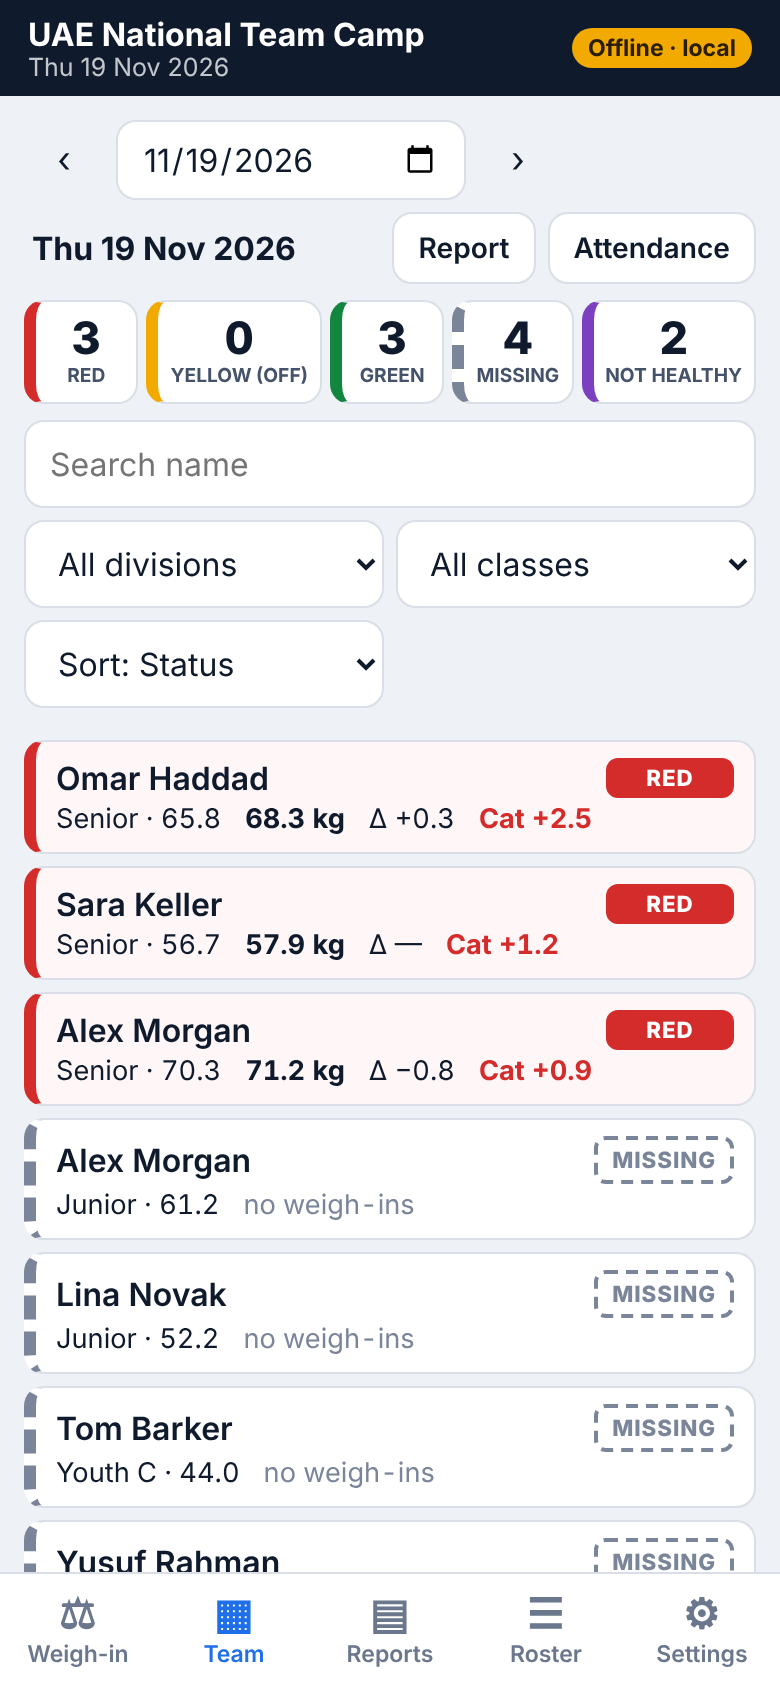 UAE National Team Camp
Thu 19 Nov 2026
Offline · local
‹ 11/19/2026 ›
Thu 19 Nov 2026
Report
Attendance
3 RED
0 YELLOW (OFF)
3 GREEN
4 MISSING
2 NOT HEALTHY
Search name
All divisions
All classes
Sort: Status
Omar Haddad
RED
Senior · 65.8 68.3 kg Δ +0.3 Cat +2.5
Sara Keller
RED
Senior · 56.7 57.9 kg Δ — Cat +1.2
Alex Morgan
RED
Senior · 70.3 71.2 kg Δ −0.8 Cat +0.9
Alex Morgan
MISSING
Junior · 61.2 no weigh-ins
Lina Novak
MISSING
Junior · 52.2 no weigh-ins
Tom Barker
MISSING
Youth C · 44.0 no weigh-ins
Yusuf Rahman
MISSING
Weigh-in
Team
Reports
Roster
Settings